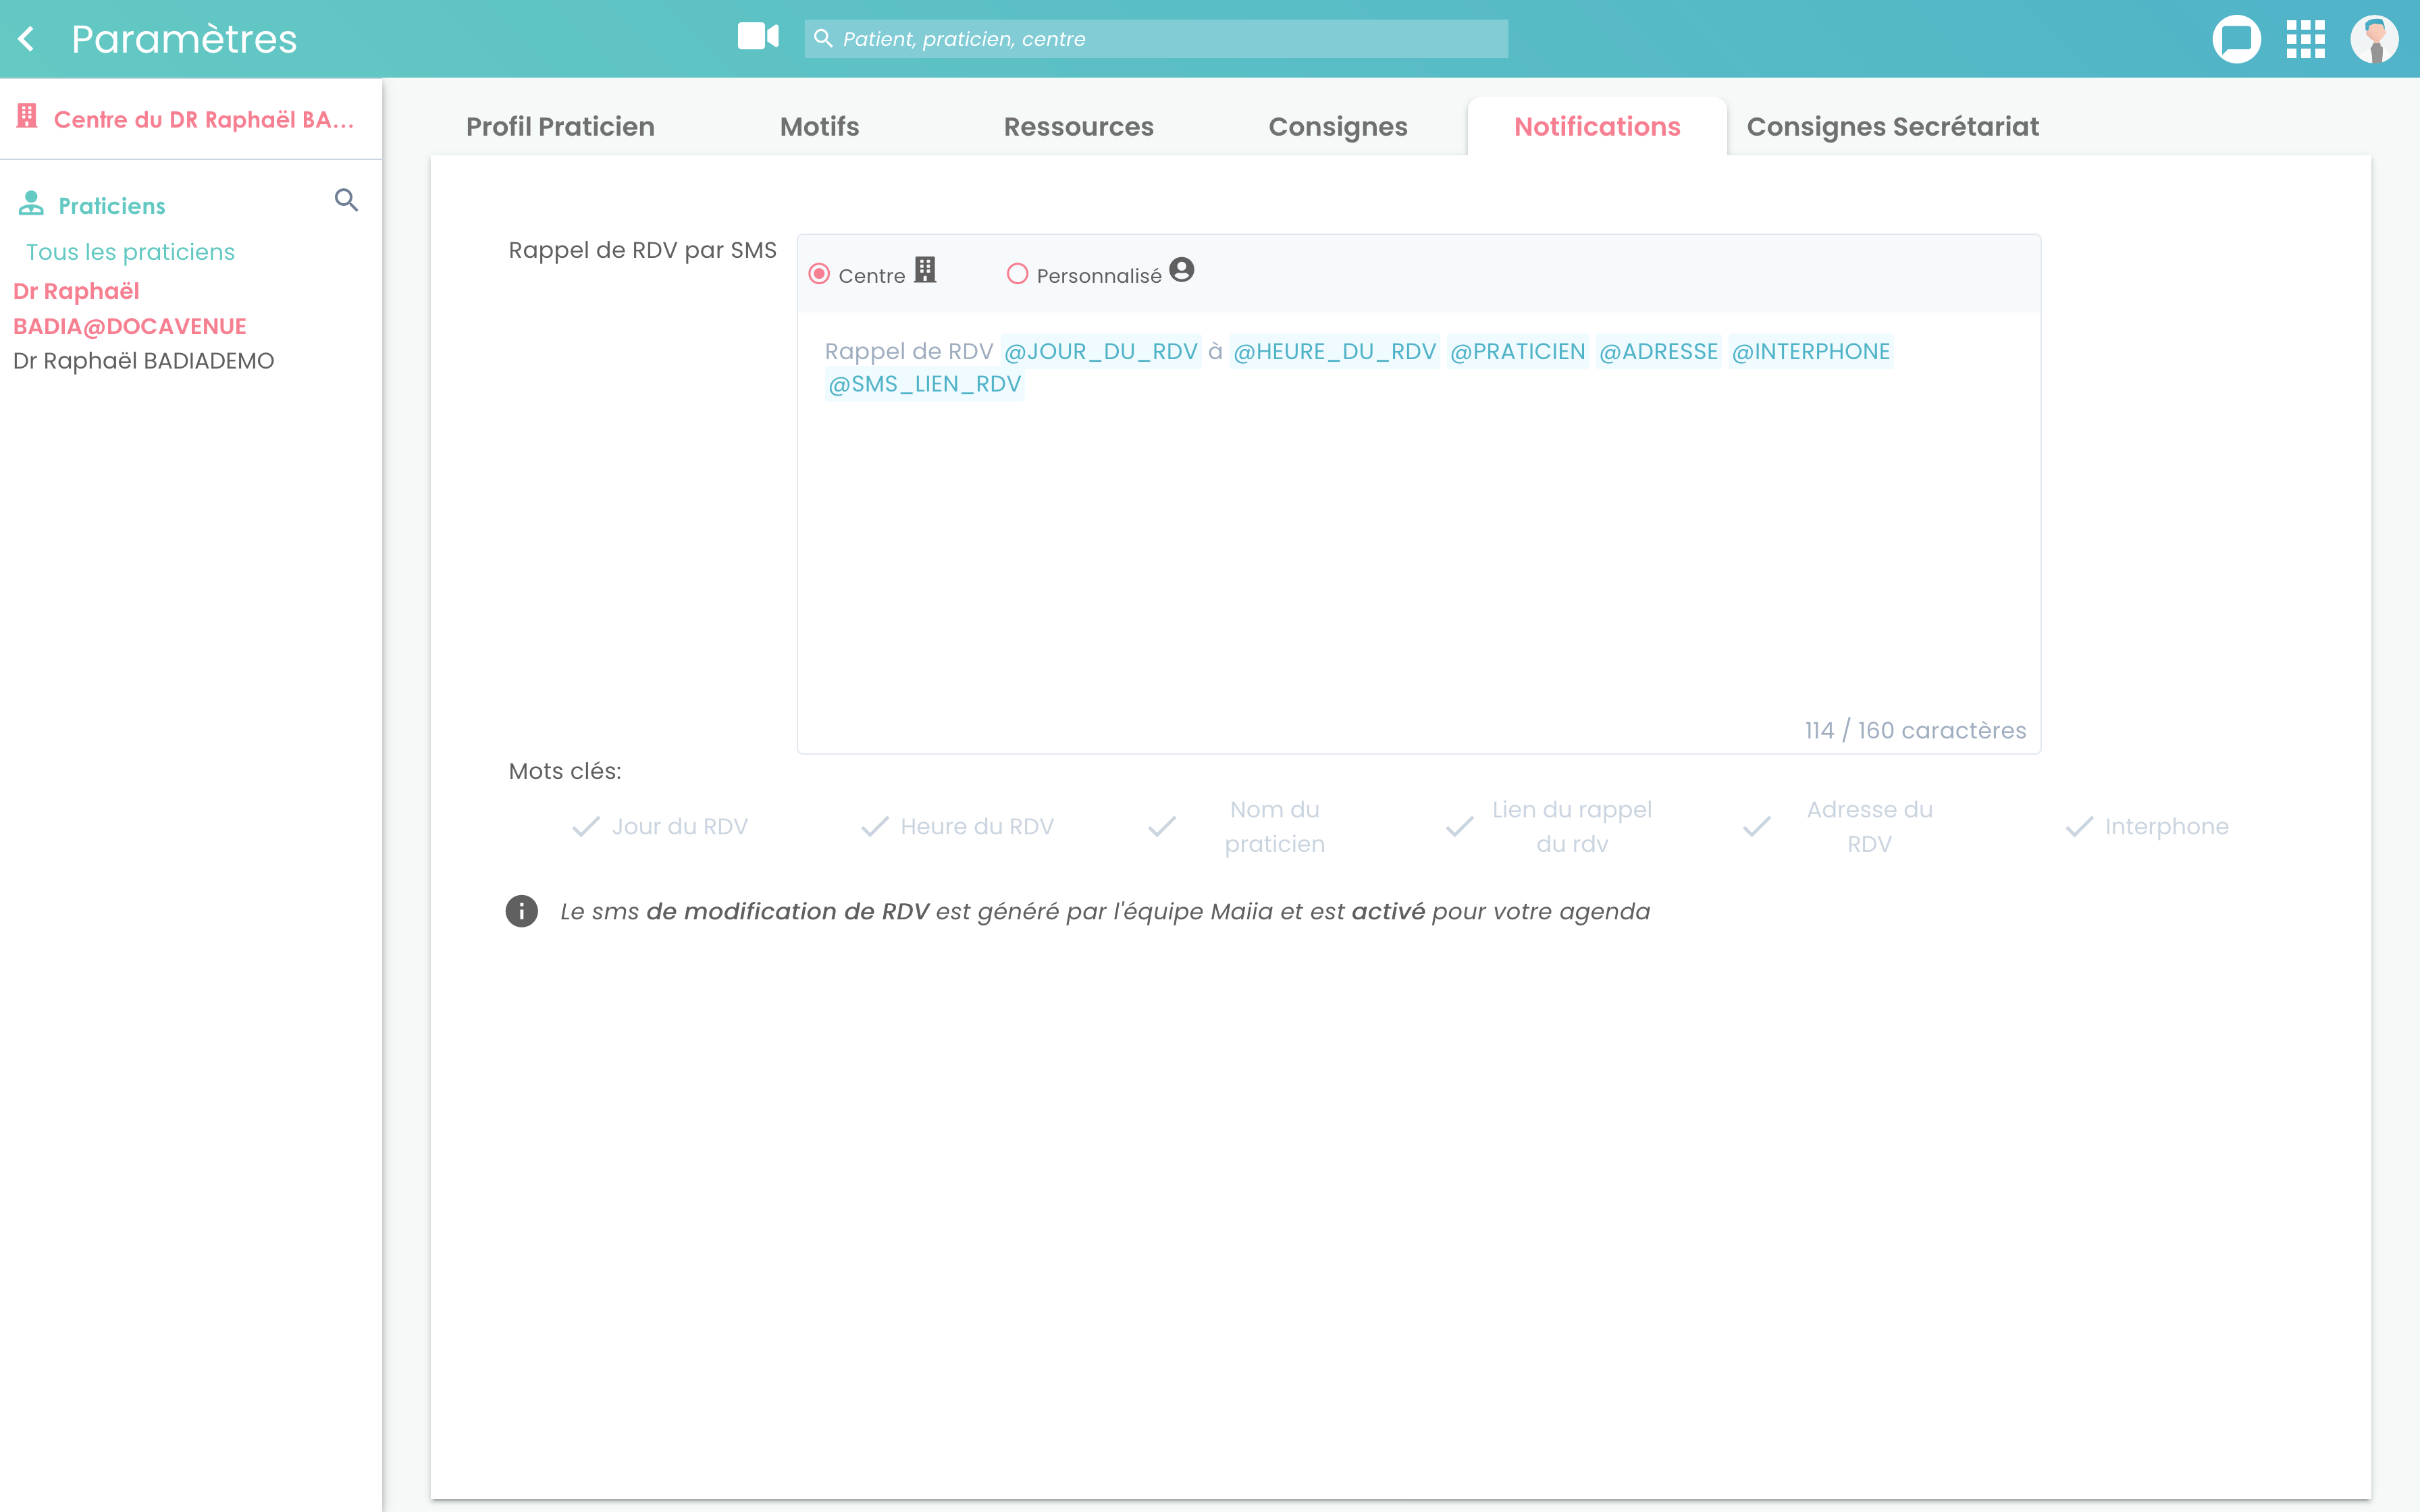 Paramètres
Patient, praticien, centre
Centre du DR Raphaël BA...
Praticiens
Tous les praticiens
Dr Raphaël
BADIA@DOCAVENUE
Dr Raphaël BADIADEMO
Profil Praticien
Motifs
Ressources
Consignes
Notifications
Consignes Secrétariat
Rappel de RDV par SMS
Centre
Personnalisé
Rappel de RDV @JOUR_DU_RDV à @HEURE_DU_RDV @PRATICIEN @ADRESSE @INTERPHONE
@SMS_LIEN_RDV
114 / 160 caractères
Mots clés:
Jour du RDV
Heure du RDV
Nom du
praticien
Lien du rappel
du rdv
Adresse du
RDV
Interphone
Le sms de modification de RDV est généré par l'équipe Maiia et est activé pour votre agenda